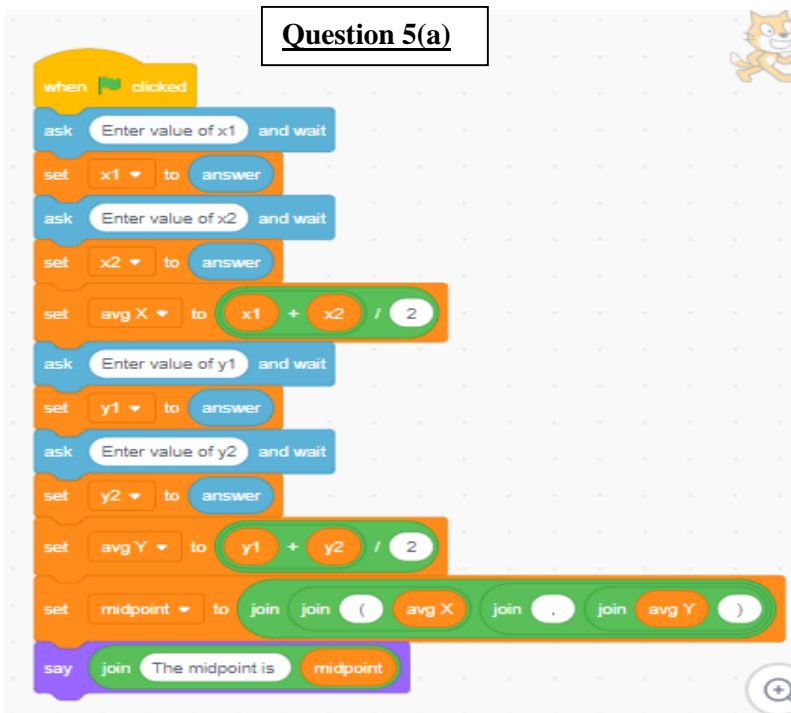 Question 5(a)
when clicked
ask Enter value of x1 and wait
set x1 to answer
ask Enter value of x2 and wait
set x2 to answer
set avg X to x1 + x2 / 2
ask Enter value of y1 and wait
set y1 to answer
ask Enter value of y2 and wait
set y2 to answer
set avg Y to y1 + y2 / 2
set midpoint to join join ( avg X join , join avg Y )
say join The midpoint is midpoint